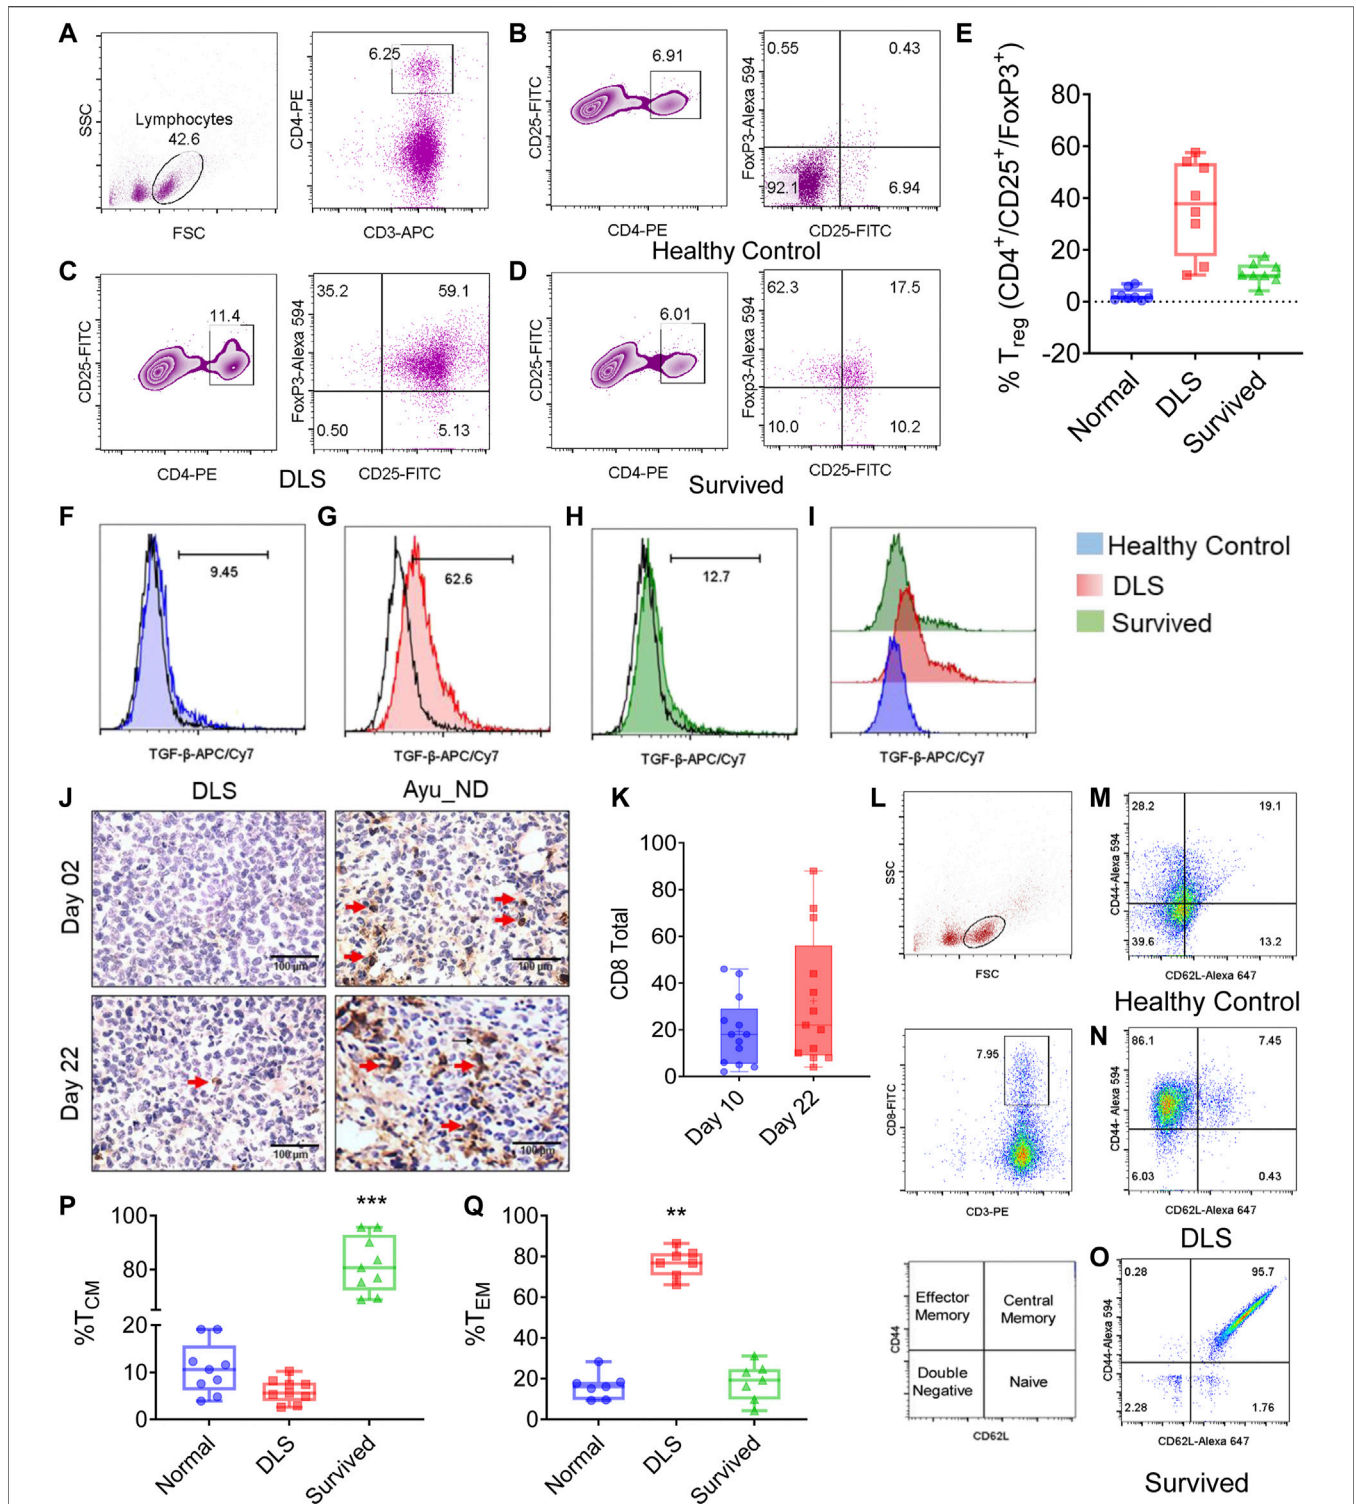 A
SSC
Lymphocytes
42.6
FSC
6.25
CD4-PE
CD3-APC
B
6.91
CD25-FITC
CD4-PE
0.55
0.43
FoxP3-Alexa 594
92.1
6.94
CD25-FITC
Healthy Control
C
11.4
CD25-FITC
CD4-PE
35.2
59.1
FoxP3-Alexa 594
0.50
5.13
CD25-FITC
DLS
D
6.01
CD25-FITC
CD4-PE
62.3
17.5
Foxp3-Alexa 594
10.0
10.2
CD25-FITC
Survived
E
% Treg (CD4+/CD25+/FoxP3+)
80
60
40
20
0
-20
Normal
DLS
Survived
F
9.45
TGF-β-APC/Cy7
G
62.6
TGF-β-APC/Cy7
H
12.7
TGF-β-APC/Cy7
I
TGF-β-APC/Cy7
Healthy Control
DLS
Survived
J
DLS
Ayu_ND
Day 02
100 μm
100 μm
Day 22
100 μm
100 μm
K
CD8 Total
100
80
60
40
20
0
Day 10
Day 22
L
SSC
FSC
7.95
CD8-FITC
CD3-PE
CD44
Effector
Memory
Central
Memory
Double
Negative
Naive
CD62L
M
28.2
19.1
CD44-Alexa 594
39.6
13.2
CD62L-Alexa 647
Healthy Control
N
86.1
7.45
CD44- Alexa 594
6.03
0.43
CD62L-Alexa 647
DLS
O
0.28
95.7
CD44-Alexa 594
2.28
1.76
CD62L-Alexa 647
Survived
P
***
%TCM
100
80
20
10
0
Normal
DLS
Survived
Q
**
%TEM
100
80
60
40
20
0
Normal
DLS
Survived